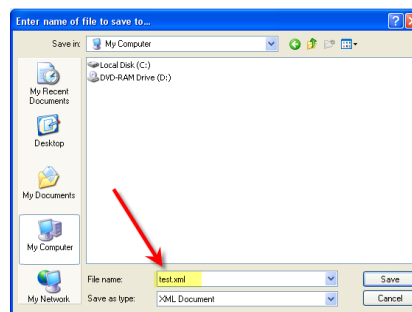 Enter name of file to save to...
Save in: My Computer
Local Disk (C:)
DVD-RAM Drive (D:)
My Recent
Documents
Desktop
My Documents
My Computer
My Network
File name: test.xml Save
Save as type: XML Document Cancel